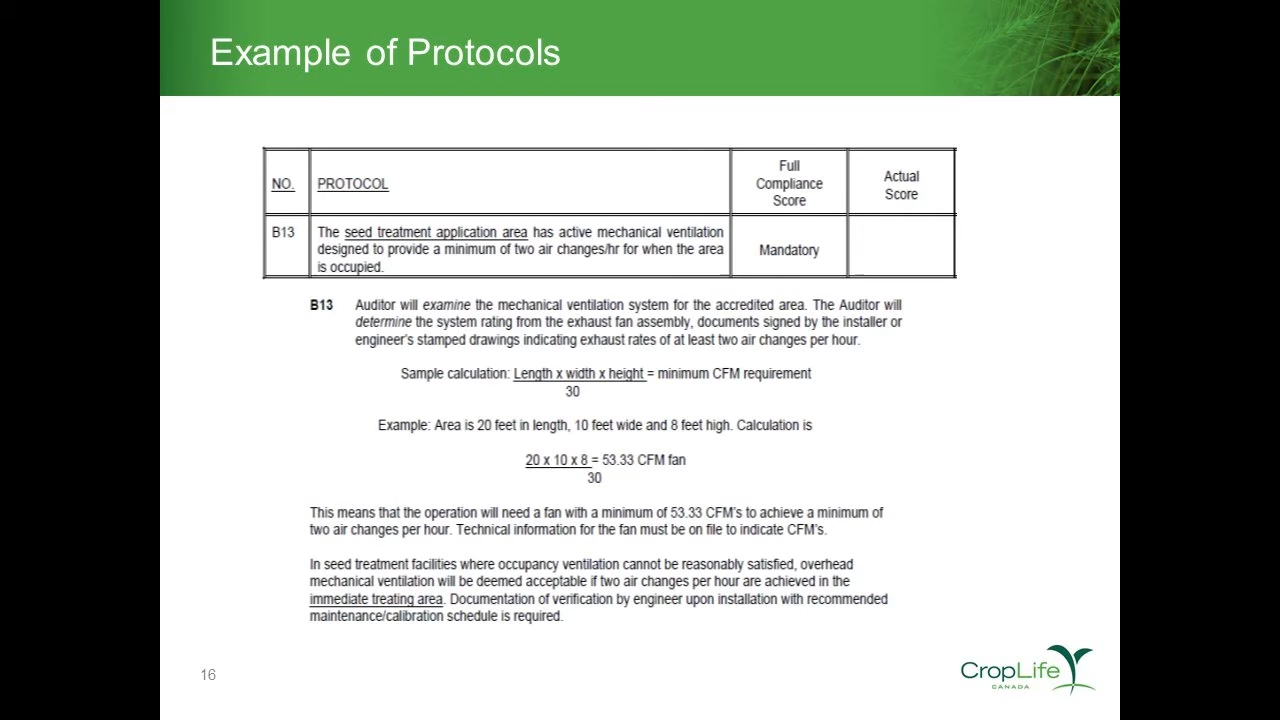 Example of Protocols
NO.
PROTOCOL
Full
Compliance
Score
Actual
Score
B13
The seed treatment application area has active mechanical ventilation
designed to provide a minimum of two air changes/hr for when the area
is occupied.
Mandatory
B13 Auditor will examine the mechanical ventilation system for the accredited area. The Auditor will
determine the system rating from the exhaust fan assembly, documents signed by the installer or
engineer's stamped drawings indicating exhaust rates of at least two air changes per hour.
Sample calculation: Length x width x height = minimum CFM requirement
30
Example: Area is 20 feet in length, 10 feet wide and 8 feet high. Calculation is
20 x 10 x 8 = 53.33 CFM fan
30
This means that the operation will need a fan with a minimum of 53.33 CFM's to achieve a minimum of
two air changes per hour. Technical information for the fan must be on file to indicate CFM's.
In seed treatment facilities where occupancy ventilation cannot be reasonably satisfied, overhead
mechanical ventilation will be deemed acceptable if two air changes per hour are achieved in the
immediate treating area. Documentation of verification by engineer upon installation with recommended
maintenance/calibration schedule is required.
16
CropLife
CANADA